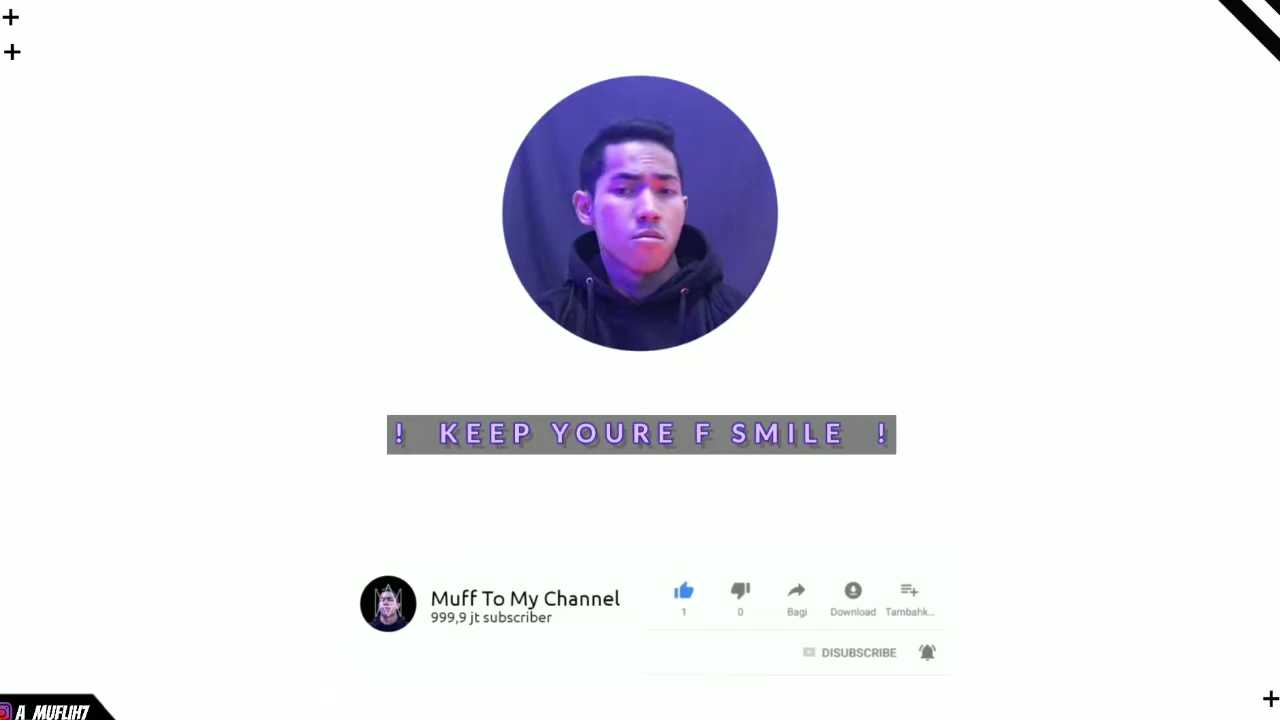 ! KEEP YOURE F SMILE !
Muff To My Channel
999,9 jt subscriber
1
0
Bagi
Download
Tambahk...
DISUBSCRIBE
A_MUFLIH7